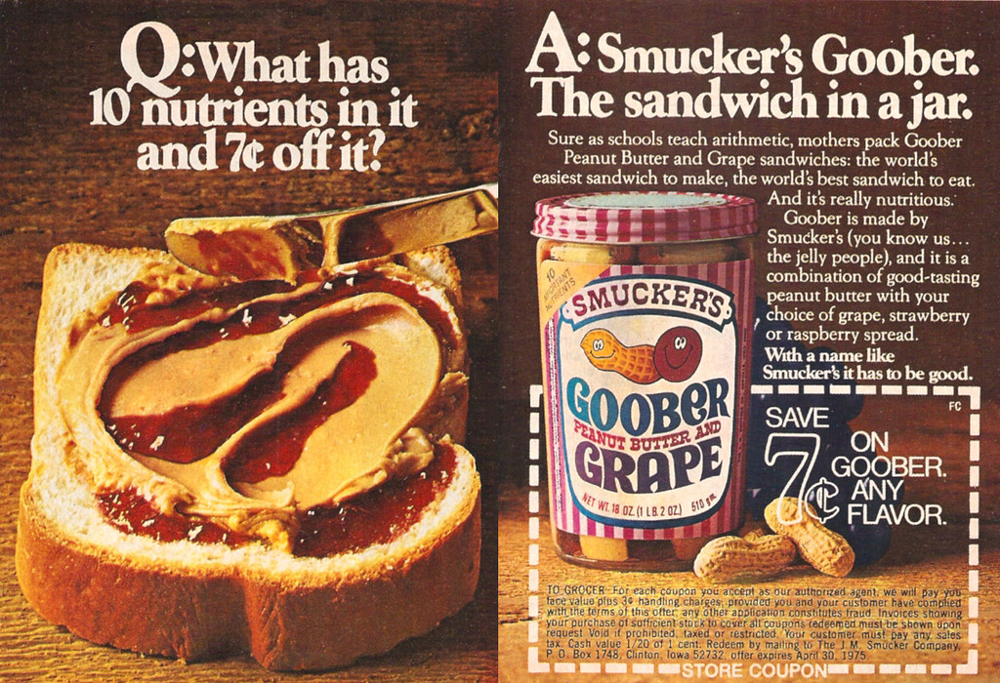 Q: What has
10 nutrients in it
and 7¢ off it?
A: Smucker's Goober.
The sandwich in a jar.
Sure as schools teach arithmetic, mothers pack Goober
Peanut Butter and Grape sandwiches: the world's
easiest sandwich to make, the world's best sandwich to eat.
And it's really nutritious.
Goober is made by
Smucker's (you know us...
the jelly people), and it is a
combination of good-tasting
peanut butter with your
choice of grape, strawberry
or raspberry spread.
With a name like
Smucker's it has to be good.
10
IMPORTANT
NUTRIENTS
SMUCKER'S
GOOBER
PEANUT BUTTER AND
GRAPE
NET WT. 18 OZ. (1 LB. 2 OZ.) 510 gm
FC
SAVE
7¢
ON
GOOBER.
ANY
FLAVOR.
TO GROCER: For each coupon you accept as our authorized agent, we will pay you
face value plus 3¢ handling charges, provided you and your customer have complied
with the terms of this offer; any other application constitutes fraud. Invoices showing
your purchase of sufficient stock to cover all coupons redeemed must be shown upon
request. Void if prohibited, taxed or restricted. Your customer must pay any sales
tax. Cash value 1/20 of 1 cent. Redeem by mailing to The J.M. Smucker Company,
P. O. Box 1748, Clinton, Iowa 52732, offer expires April 30, 1975.
STORE COUPON